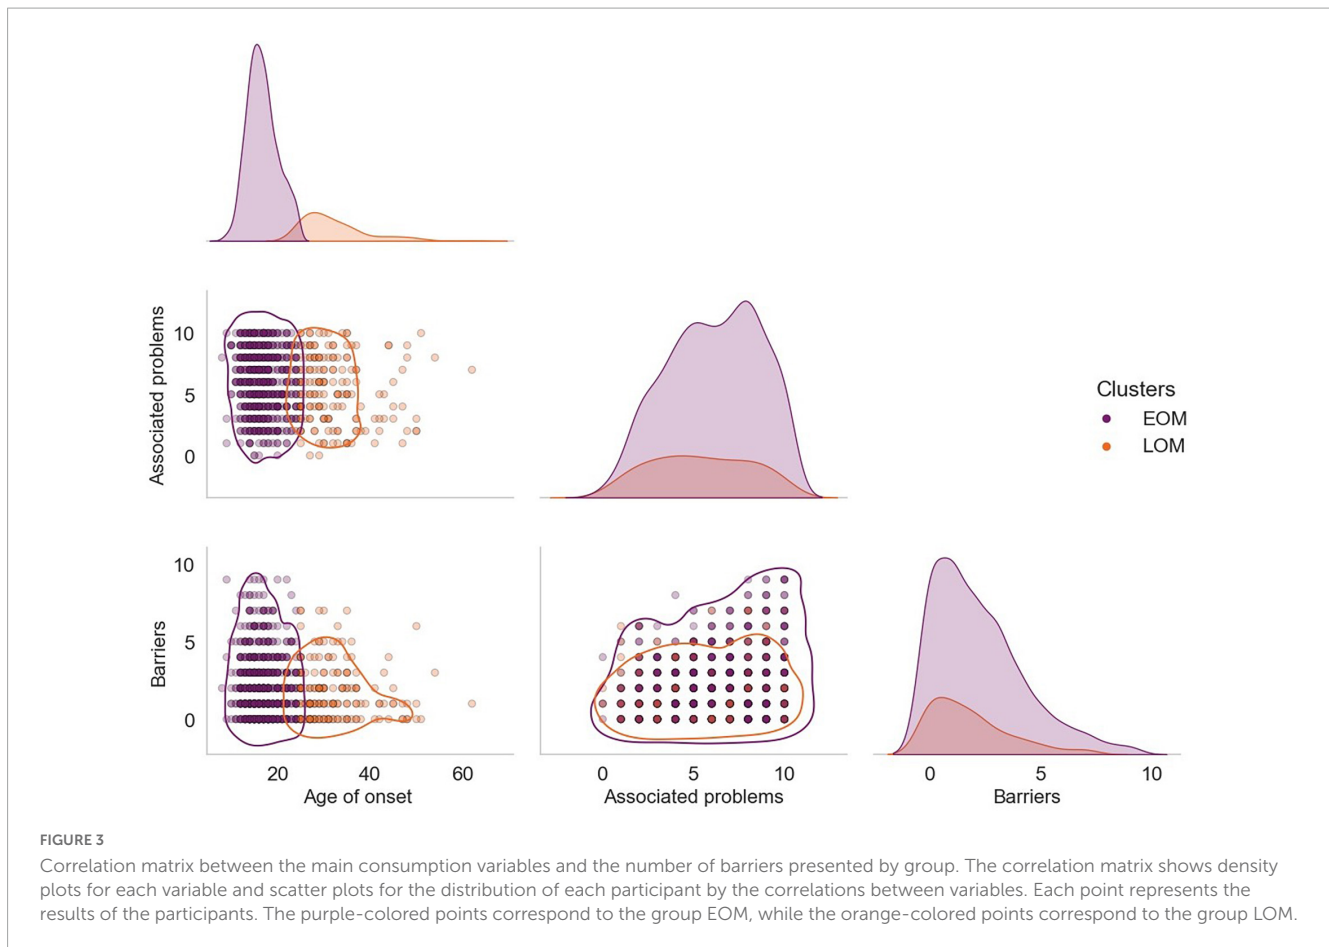 Associated problems
10
5
0
Clusters
EOM
LOM
Barriers
10
5
0
20
40
60
Age of onset
0
5
10
Associated problems
0
5
10
Barriers
FIGURE 3
Correlation matrix between the main consumption variables and the number of barriers presented by group. The correlation matrix shows density
plots for each variable and scatter plots for the distribution of each participant by the correlations between variables. Each point represents the
results of the participants. The purple-colored points correspond to the group EOM, while the orange-colored points correspond to the group LOM.